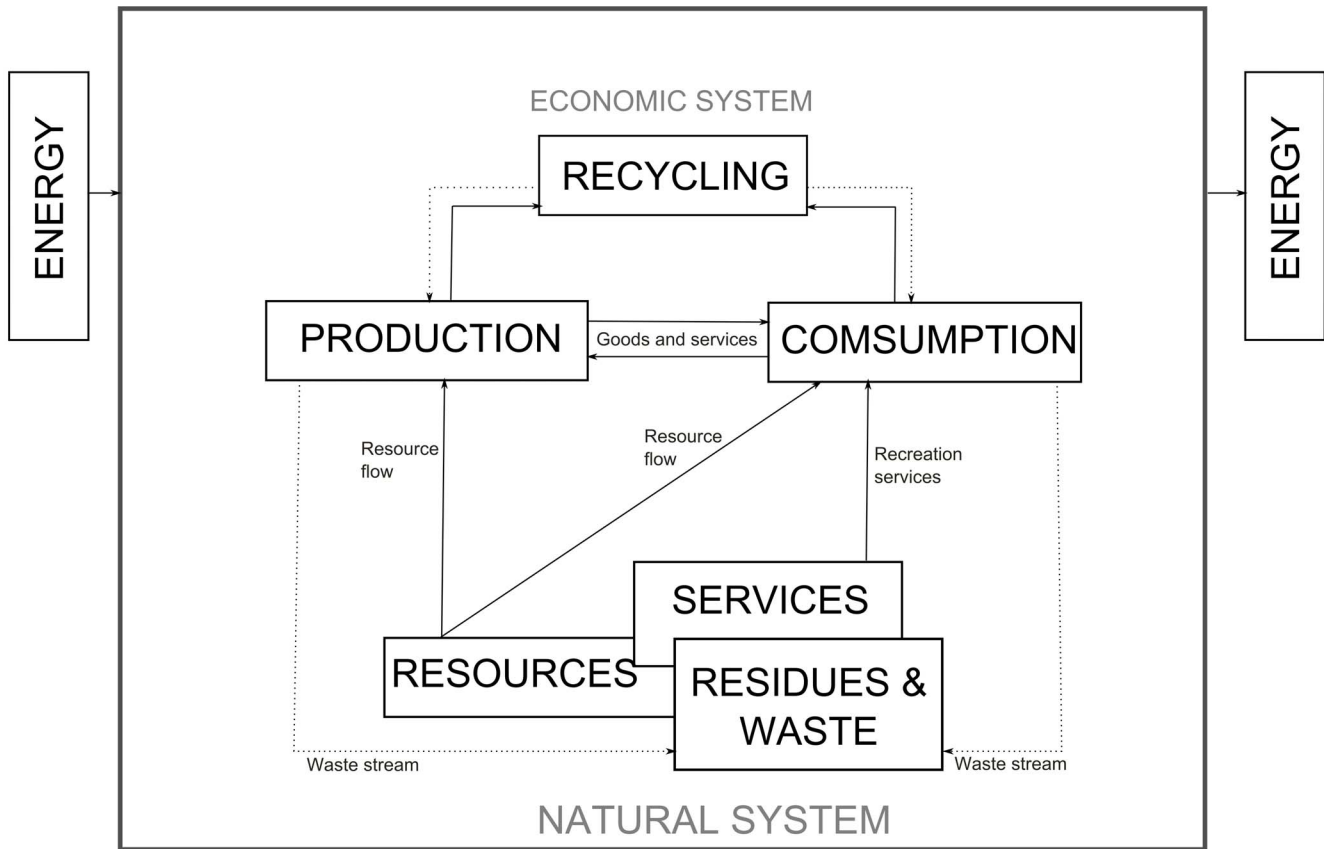 ECONOMIC SYSTEM
ENERGY
RECYCLING
ENERGY
PRODUCTION
Goods and services
COMSUMPTION
Resource
flow
Resource
flow
Recreation
services
SERVICES
RESOURCES
RESIDUES &
WASTE
Waste stream
Waste stream
NATURAL SYSTEM